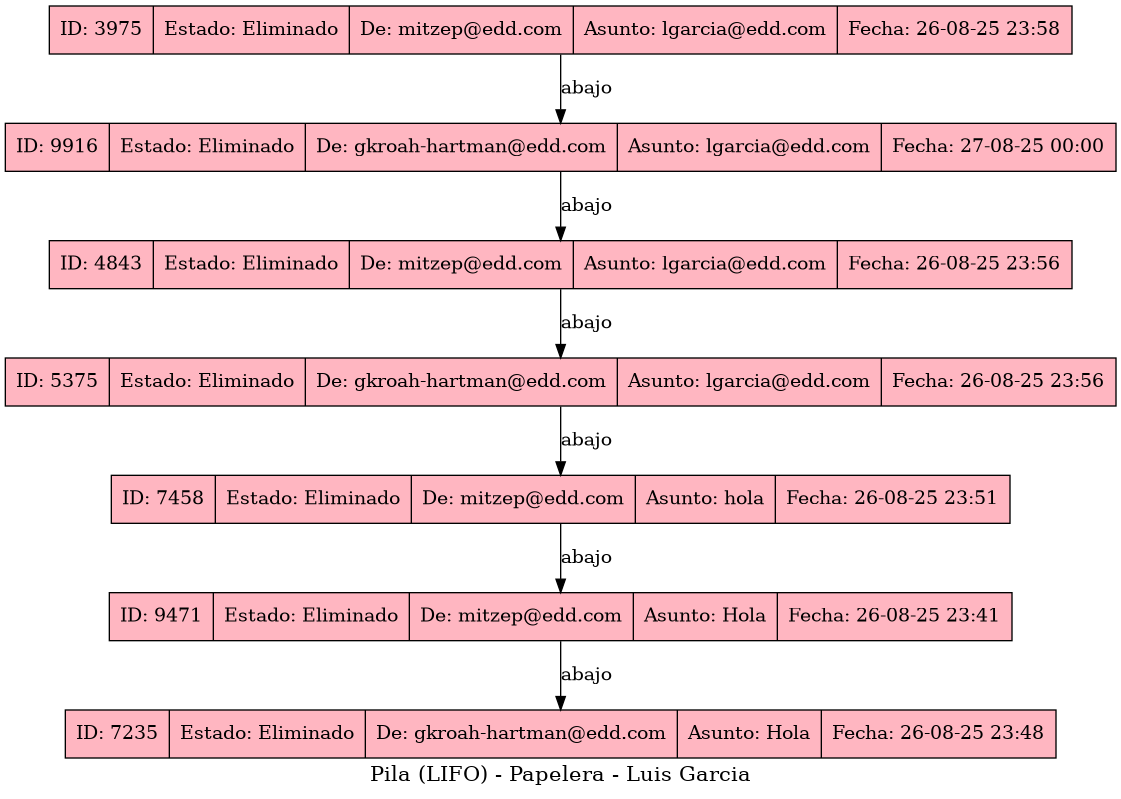 ID: 3975 Estado: Eliminado De: mitzep@edd.com Asunto: lgarcia@edd.com Fecha: 26-08-25 23:58
abajo
ID: 9916 Estado: Eliminado De: gkroah-hartman@edd.com Asunto: lgarcia@edd.com Fecha: 27-08-25 00:00
abajo
ID: 4843 Estado: Eliminado De: mitzep@edd.com Asunto: lgarcia@edd.com Fecha: 26-08-25 23:56
abajo
ID: 5375 Estado: Eliminado De: gkroah-hartman@edd.com Asunto: lgarcia@edd.com Fecha: 26-08-25 23:56
abajo
ID: 7458 Estado: Eliminado De: mitzep@edd.com Asunto: hola Fecha: 26-08-25 23:51
abajo
ID: 9471 Estado: Eliminado De: mitzep@edd.com Asunto: Hola Fecha: 26-08-25 23:41
abajo
ID: 7235 Estado: Eliminado De: gkroah-hartman@edd.com Asunto: Hola Fecha: 26-08-25 23:48
Pila (LIFO) - Papelera - Luis Garcia